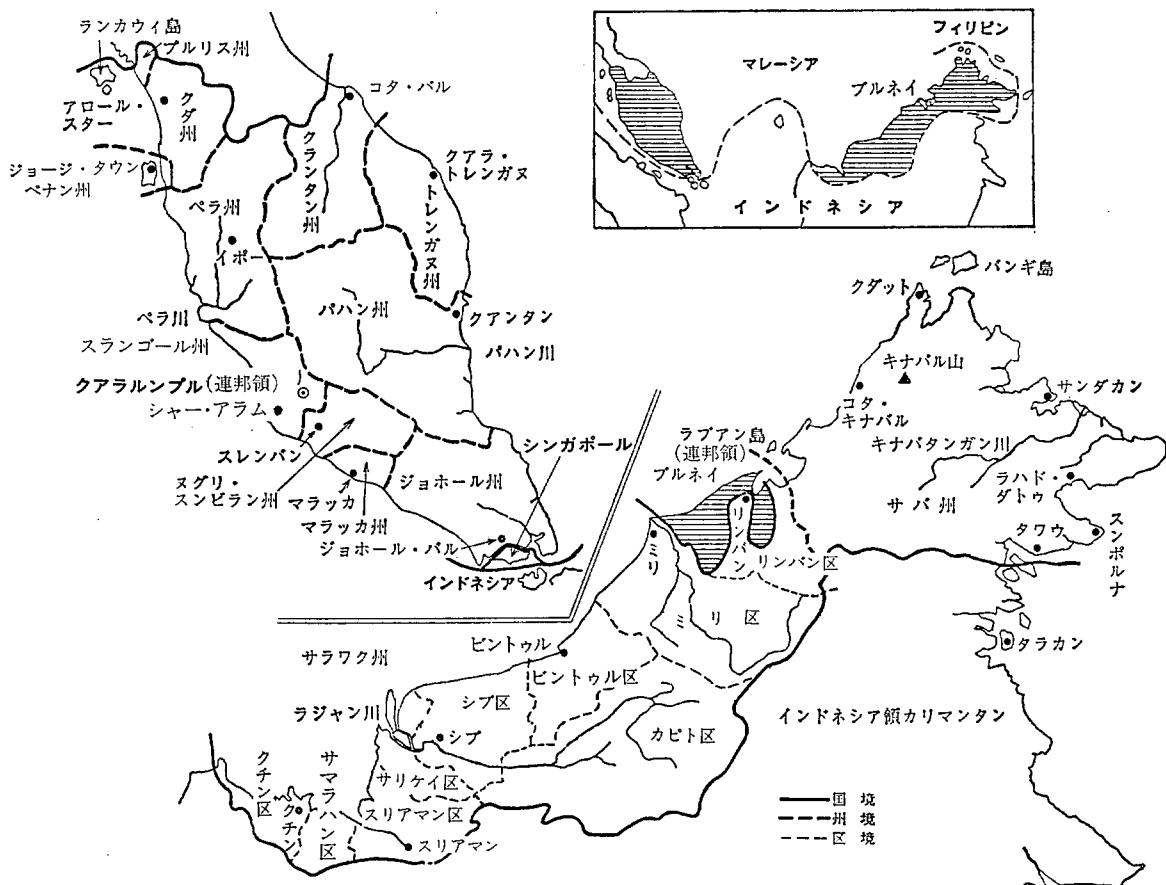 ランカウィ島
プルリス州
アロール・
スター
クダ州
コタ・バル
ジョージ・タウン
ペナン州
クランタン州
クアラ・
トレンガヌ
トレンガヌ州
ペラ州
イポー
ペラ川
パハン州
クアンタン
パハン川
スランゴール州
クアラルンプル(連邦領)
シャー・アラム
スレンバン
ヌグリ・
スンビラン州
マラッカ
マラッカ州
ジョホール州
シンガポール
ジョホール・バル
インドネシア
フィリピン
マレーシア
ブルネイ
インドネシア
バンギ島
クダット
キナバル山
コタ・
キナバル
サンダカン
キナバタンガン川
ラブアン島
(連邦領)
ブルネイ
ラハド・
ダトゥ
サバ州
タワウ
スンポルナ
リンバン
リンバン区
ミリ
ミリ区
タラカン
サラワク州
ビントゥル
ビントゥル区
シブ区
ラジャン川
シブ
カピト区
インドネシア領カリマンタン
サリケイ区
クチン区
クチン
サマラハン区
スリアマン区
スリアマン
国境
州境
区境